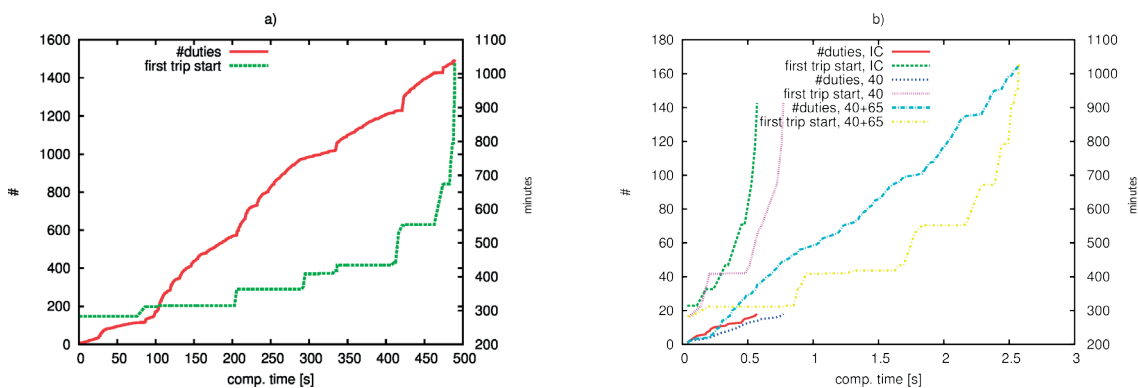 a)
#duties
first trip start
1600
1400
1200
1000
800
600
400
200
0
1100
1000
900
800
700
600
500
400
300
200
#
minutes
0 50 100 150 200 250 300 350 400 450 500
comp. time [s]
b)
#duties, IC
first trip start, IC
#duties, 40
first trip start, 40
#duties, 40+65
first trip start, 40+65
180
160
140
120
100
80
60
40
20
0
1100
1000
900
800
700
600
500
400
300
200
#
minutes
0 0.5 1 1.5 2 2.5 3
comp. time [s]